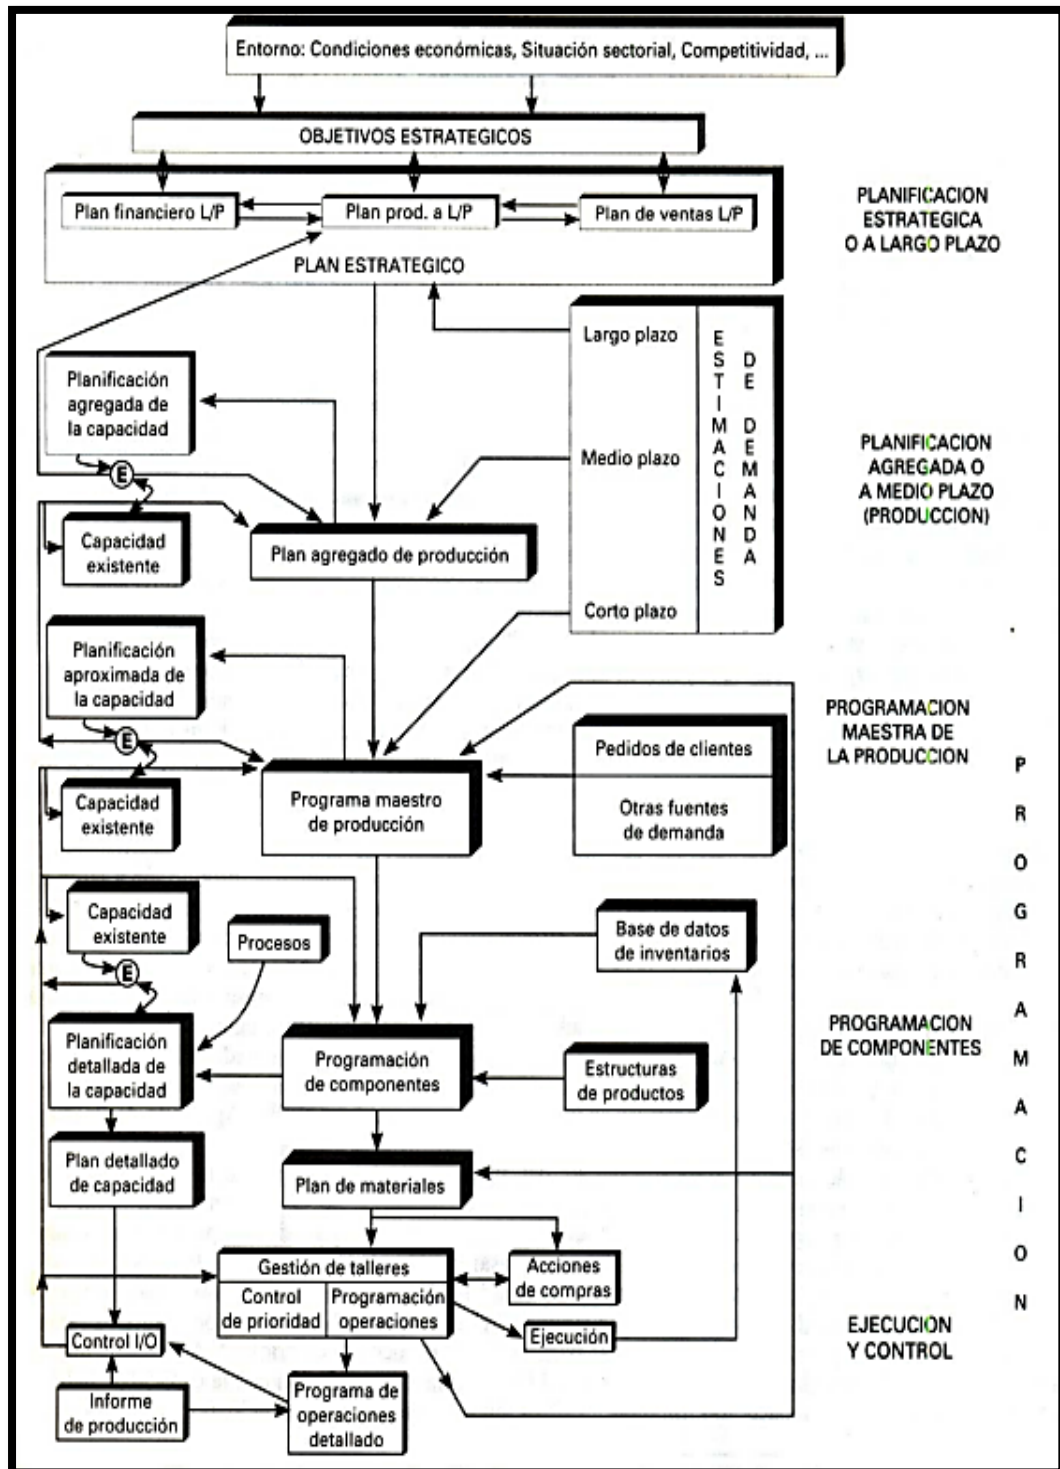 Entorno: Condiciones económicas, Situación sectorial, Competitividad, ...
OBJETIVOS ESTRATEGICOS
Plan financiero L/P
Plan prod. a L/P
Plan de ventas L/P
PLAN ESTRATEGICO
PLANIFICACION
ESTRATEGICA
O A LARGO PLAZO
Largo plazo
Medio plazo
Corto plazo
ESTIMACIONES
DE DEMANDA
Planificación
agregada de
la capacidad
E
Capacidad
existente
Plan agregado de producción
PLANIFICACION
AGREGADA O
A MEDIO PLAZO
(PRODUCCION)
Planificación
aproximada de
la capacidad
E
Capacidad
existente
Programa maestro
de producción
Pedidos de clientes
Otras fuentes
de demanda
PROGRAMACION
MAESTRA DE
LA PRODUCCION
PROGRAMACION
Capacidad
existente
E
Procesos
Base de datos
de inventarios
Planificación
detallada de
la capacidad
Programación
de componentes
Estructuras
de productos
PROGRAMACION
DE COMPONENTES
Plan detallado
de capacidad
Plan de materiales
Gestión de talleres
Control
de prioridad
Programación
operaciones
Acciones
de compras
Ejecución
Control I/O
Informe
de producción
Programa de
operaciones
detallado
EJECUCION
Y CONTROL